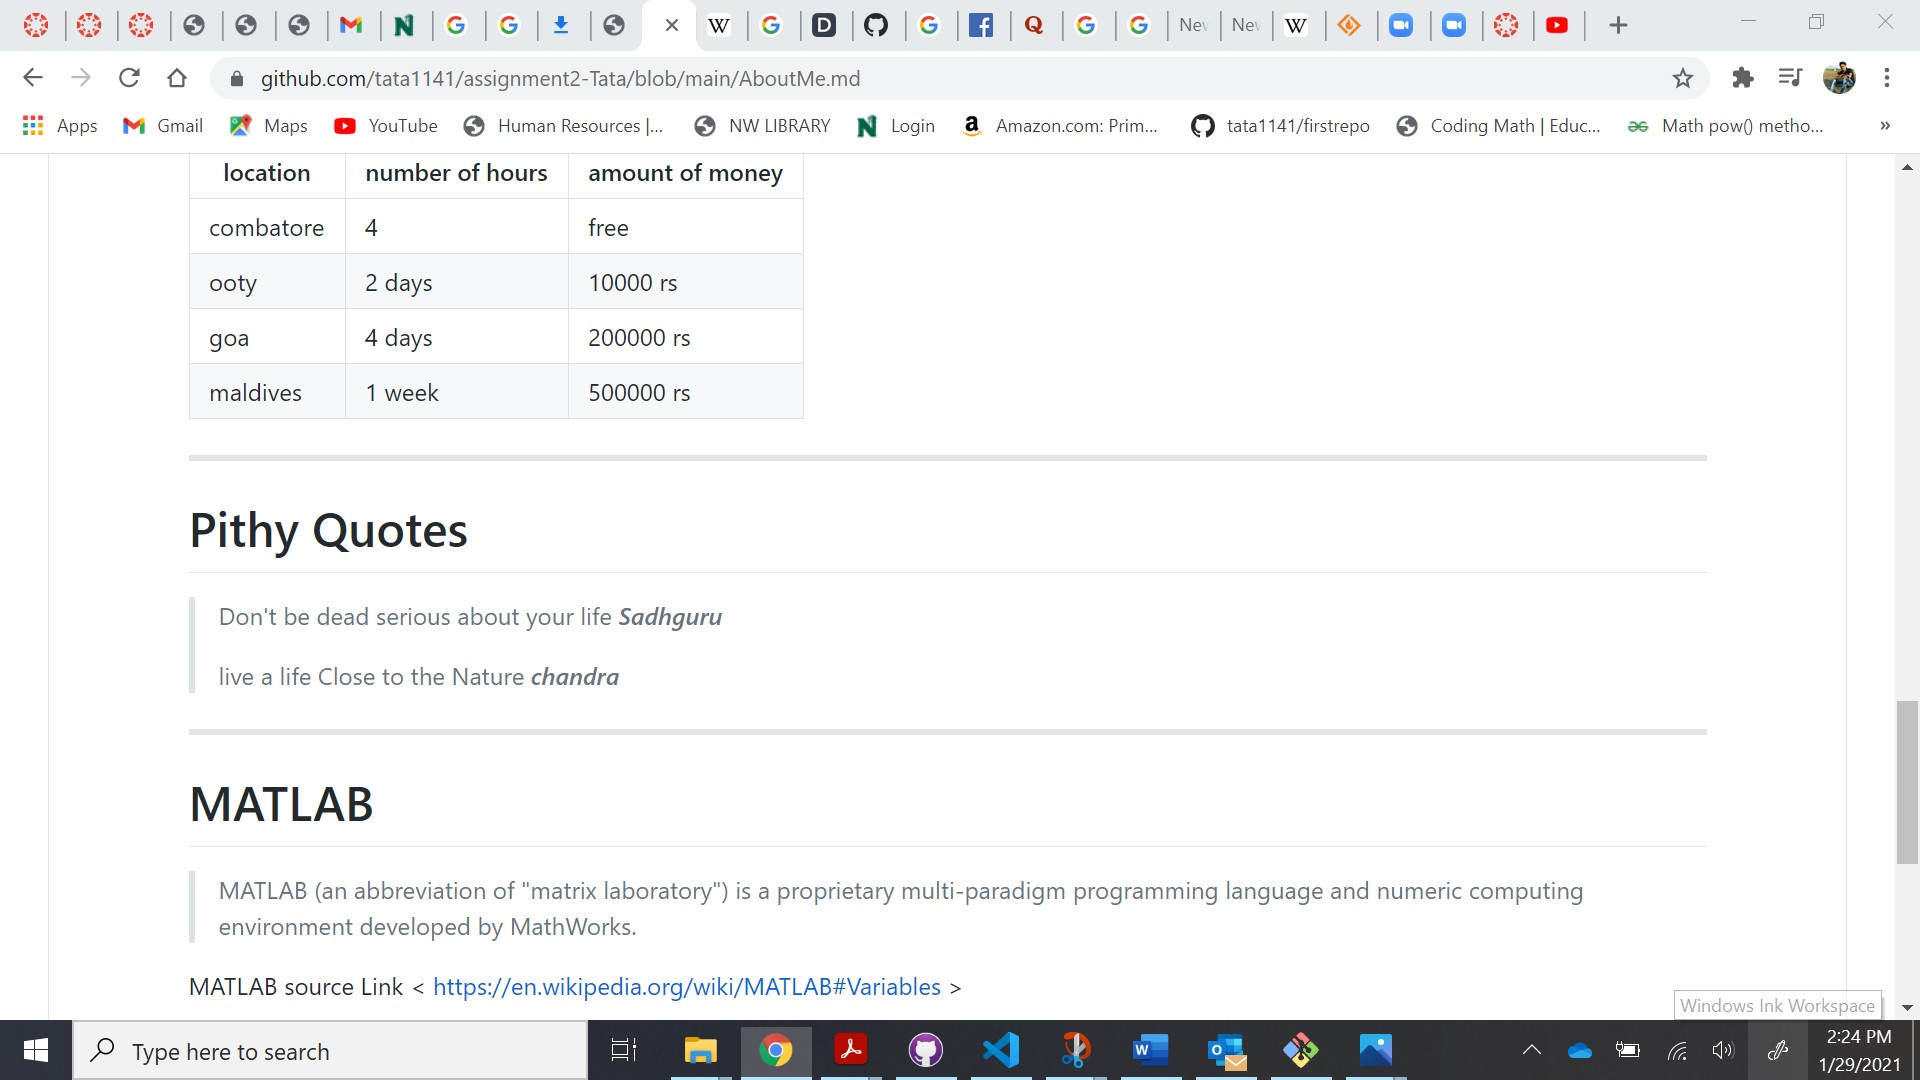 New
New
github.com/tata1141/assignment2-Tata/blob/main/AboutMe.md
Apps Gmail Maps YouTube Human Resources |... NW LIBRARY Login Amazon.com: Prim... tata1141/firstrepo Coding Math | Educ... Math pow() metho... »
location number of hours amount of money
combatore 4 free
ooty 2 days 10000 rs
goa 4 days 200000 rs
maldives 1 week 500000 rs
Pithy Quotes
Don't be dead serious about your life Sadhguru
live a life Close to the Nature chandra
MATLAB
MATLAB (an abbreviation of "matrix laboratory") is a proprietary multi-paradigm programming language and numeric computing
environment developed by MathWorks.
MATLAB source Link < https://en.wikipedia.org/wiki/MATLAB#Variables >
Windows Ink Workspace
Type here to search
2:24 PM
1/29/2021